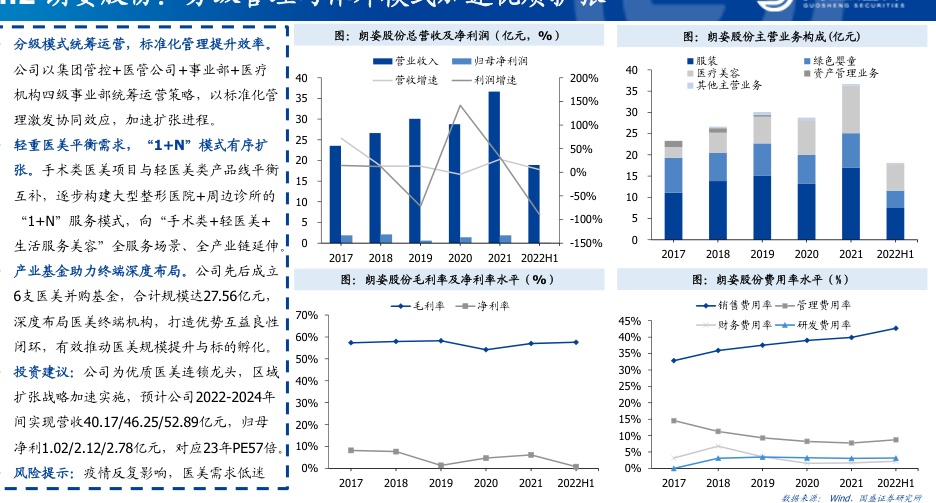 GUOSHENG SECURITIES
分级模式统筹运营，标准化管理提升效率。
公司以集团管控+医管公司+事业部+医疗
机构四级事业部统筹运营策略，以标准化管
理激发协同效应，加速扩张进程。
轻重医美平衡需求，“1+N”模式有序扩
张。手术类医美项目与轻医美类产品线平衡
互补，逐步构建大型整形医院+周边诊所的
“1+N”服务模式，向“手术类+轻医美+
生活服务美容”全服务场景、全产业链延伸。
产业基金助力终端深度布局。公司先后成立
6支医美并购基金，合计规模达27.56亿元，
深度布局医美终端机构，打造优势互益良性
闭环，有效推动医美规模提升与标的孵化。
投资建议：公司为优质医美连锁龙头，区域
扩张战略加速实施，预计公司2022-2024年
间实现营收40.17/46.25/52.89亿元，归母
净利1.02/2.12/2.78亿元，对应23年PE57倍。
风险提示：疫情反复影响，医美需求低迷
图：朗姿股份总营收及净利润（亿元，%）
营业收入 归母净利润
营收增速 利润增速
40 200%
35 150%
30 100%
25 50%
20 0%
15 -50%
10 -100%
5
0 -150%
2017 2018 2019 2020 2021 2022H1
图：朗姿股份主营业务构成(亿元)
服装 绿色婴童
医疗美容 资产管理业务
其他主营业务
40
35
30
25
20
15
10
5
0
2017 2018 2019 2020 2021 2022H1
图：朗姿股份毛利率及净利率水平（%）
毛利率 净利率
70%
60%
50%
40%
30%
20%
10%
0%
2017 2018 2019 2020 2021 2022H1
图：朗姿股份费用率水平（%）
销售费用率 管理费用率
财务费用率 研发费用率
45%
40%
35%
30%
25%
20%
15%
10%
5%
0%
2017 2018 2019 2020 2021 2022H1
数据来源：Wind、国盛证券研究所